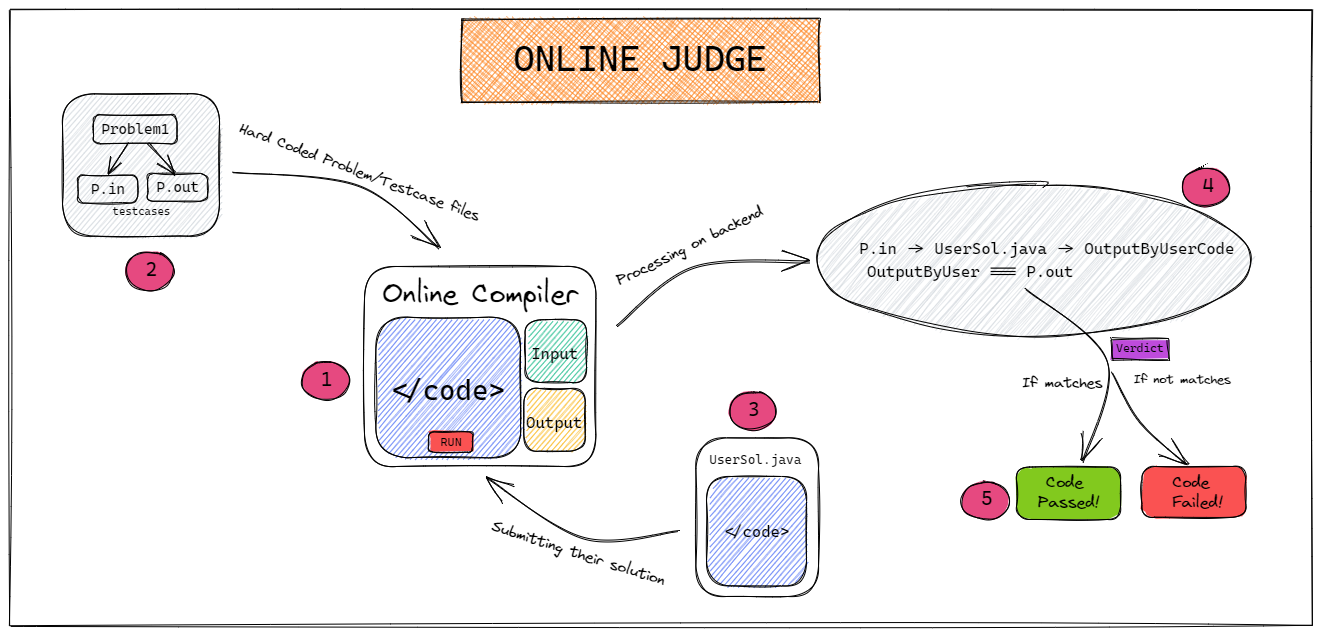 ONLINE JUDGE
Problem1
P.in
P.out
testcases
2
Hard Coded Problem/Testcase files
Online Compiler
</code>
RUN
Input
Output
1
Submitting their solution
3
UserSol.java
</code>
Processing on backend
4
P.in → UserSol.java → OutputByUserCode
OutputByUser ≡≡ P.out
Verdict
If matches
If not matches
5
Code
Passed!
Code
Failed!